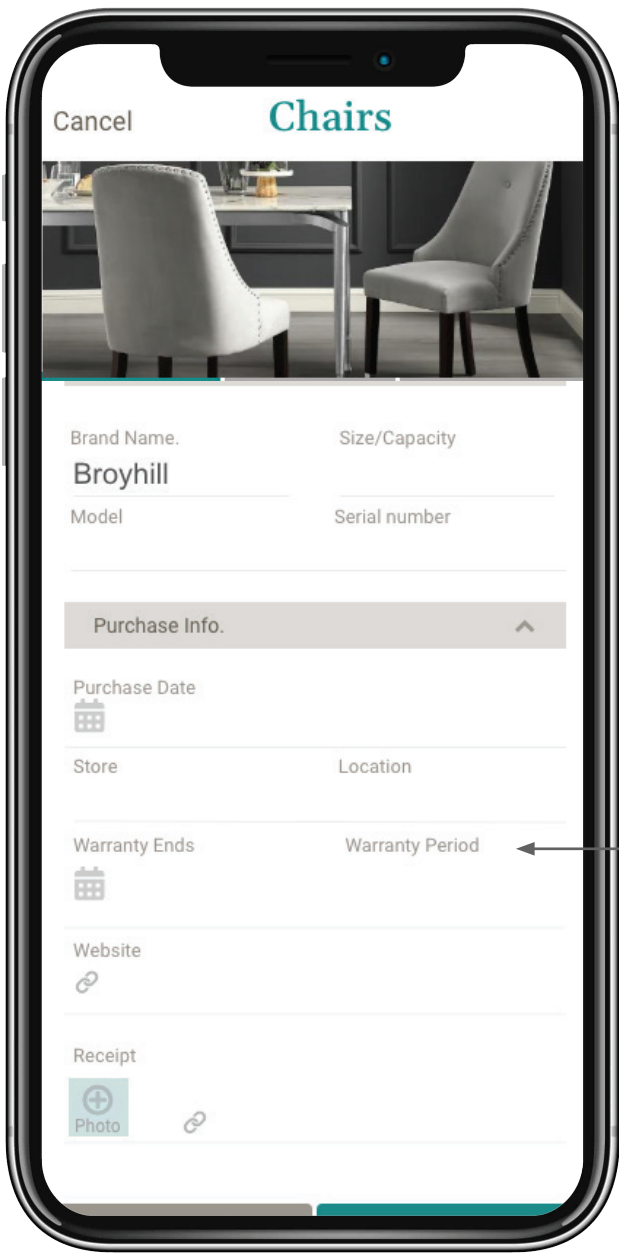 Cancel Chairs
Brand Name. Size/Capacity
Broyhill
Model Serial number
Purchase Info.
Purchase Date
Store Location
Warranty Ends Warranty Period
Website
Receipt
Photo